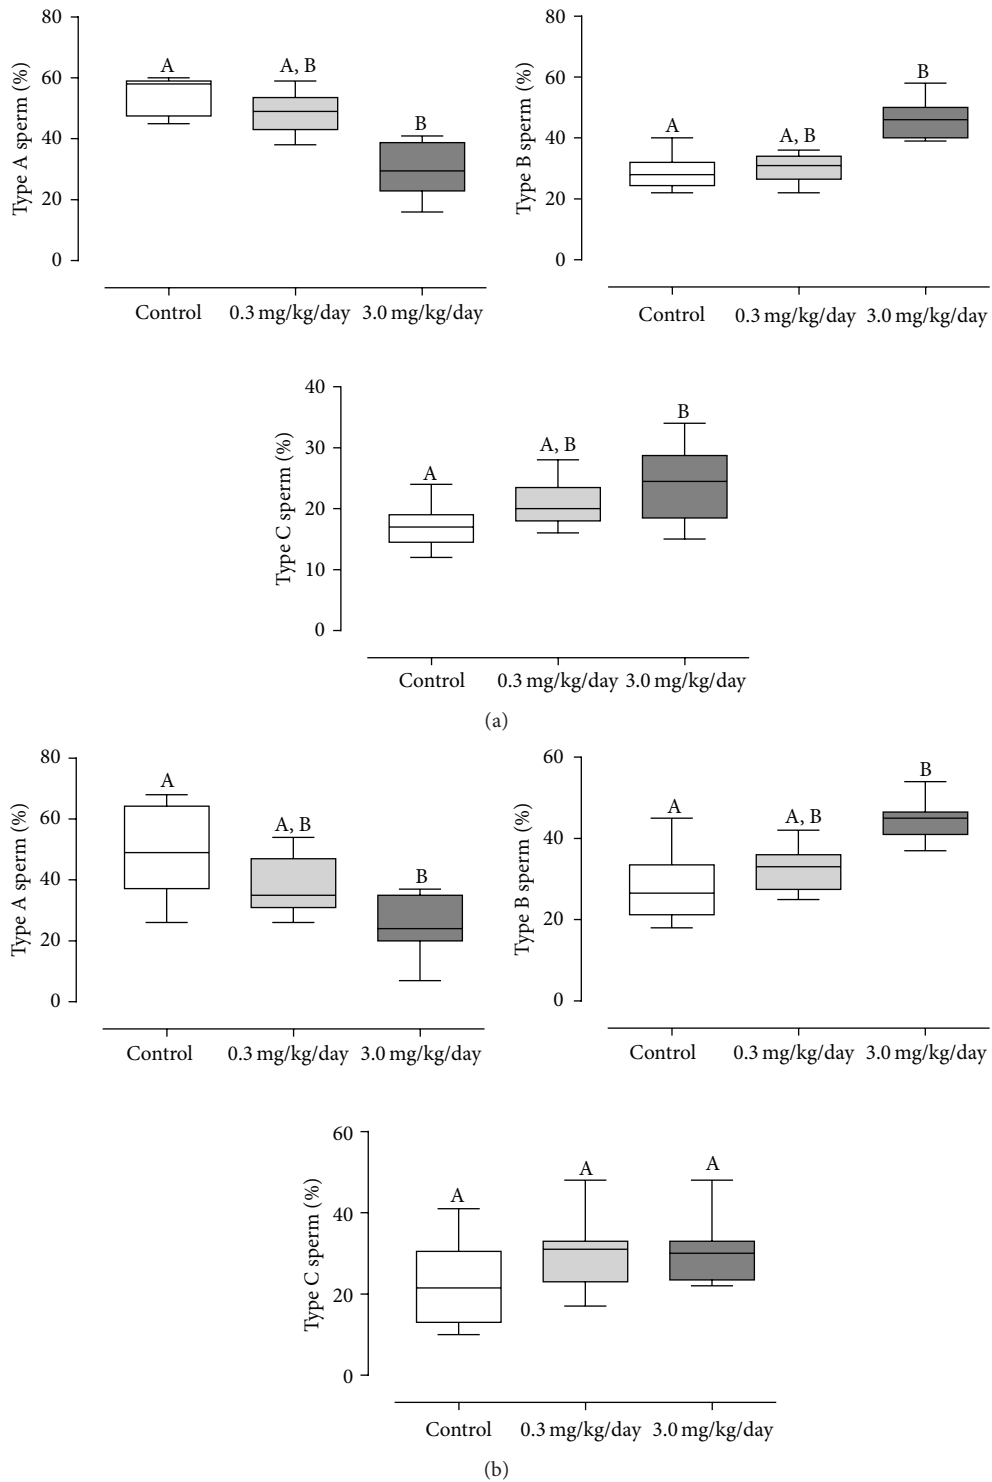 80
60
40
20
0
Type A sperm (%)
A
A, B
B
Control
0.3 mg/kg/day
3.0 mg/kg/day
80
60
40
20
0
Type B sperm (%)
A
A, B
B
Control
0.3 mg/kg/day
3.0 mg/kg/day
40
30
20
10
0
Type C sperm (%)
A
A, B
B
Control
0.3 mg/kg/day
3.0 mg/kg/day
(a)
80
60
40
20
0
Type A sperm (%)
A
A, B
B
Control
0.3 mg/kg/day
3.0 mg/kg/day
60
40
20
0
Type B sperm (%)
A
A, B
B
Control
0.3 mg/kg/day
3.0 mg/kg/day
60
40
20
0
Type C sperm (%)
A
A
A
Control
0.3 mg/kg/day
3.0 mg/kg/day
(b)